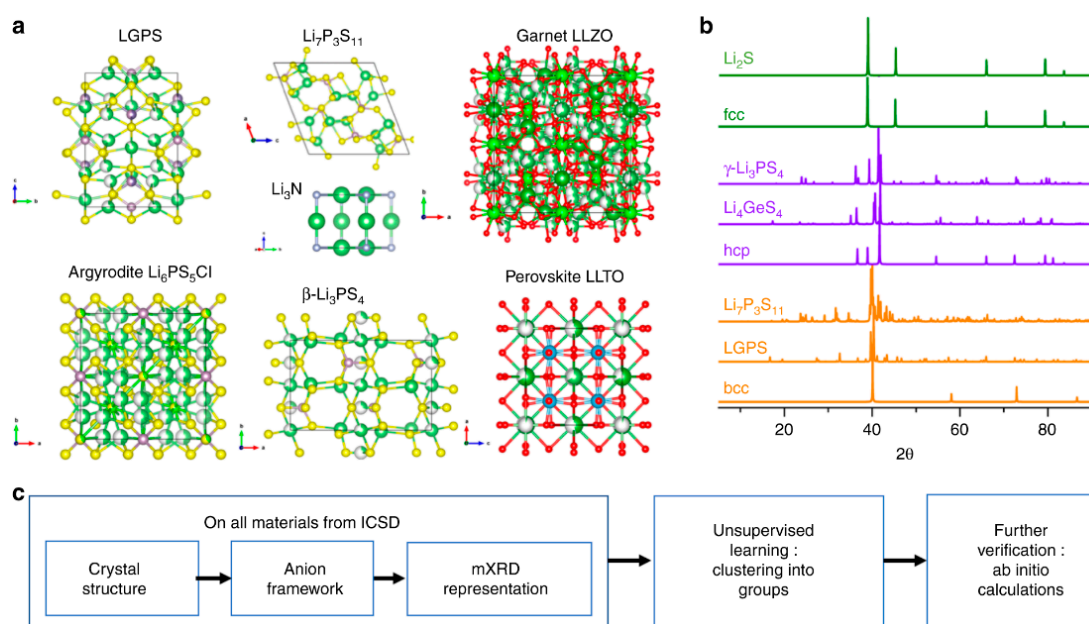 a
LGPS
Li₇P₃S₁₁
Garnet LLZO
Li₃N
Argyrodite Li₆PS₅Cl
β-Li₃PS₄
Perovskite LLTO
c b
a c
b a
c b
b a
b a
a c
b
Li₂S
fcc
γ-Li₃PS₄
Li₄GeS₄
hcp
Li₇P₃S₁₁
LGPS
bcc
20 40 60 80
2θ
c
On all materials from ICSD
Crystal
structure
Anion
framework
mXRD
representation
Unsupervised
learning :
clustering into
groups
Further
verification :
ab initio
calculations